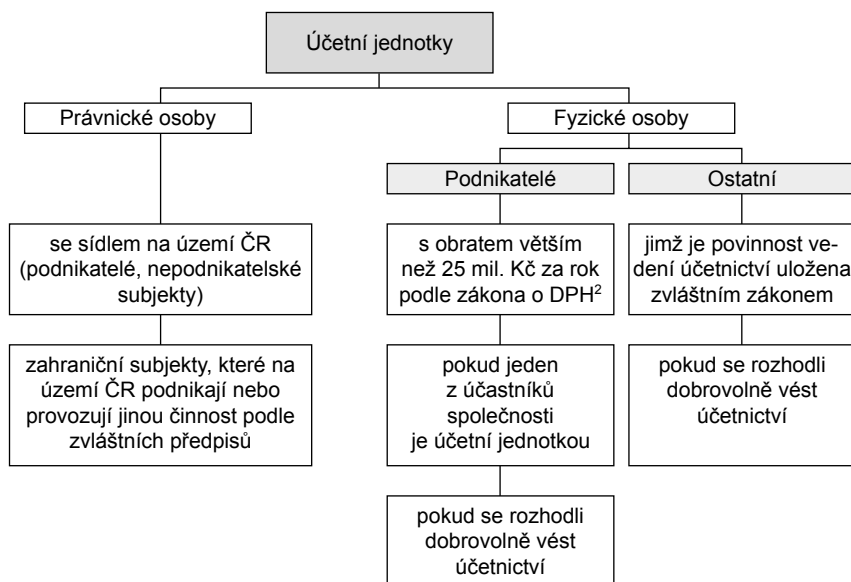 Účetní jednotky
Právnické osoby
Fyzické osoby
Podnikatelé
Ostatní
se sídlem na území ČR
(podnikatelé, nepodnikatelské
subjekty)
s obratem větším
než 25 mil. Kč za rok
podle zákona o DPH²
jimž je povinnost ve-
dení účetnictví uložena
zvláštním zákonem
zahraniční subjekty, které na
území ČR podnikají nebo
provozují jinou činnost podle
zvláštních předpisů
pokud jeden
z účastníků
společnosti
je účetní jednotkou
pokud se rozhodli
dobrovolně vést
účetnictví
pokud se rozhodli
dobrovolně vést
účetnictví